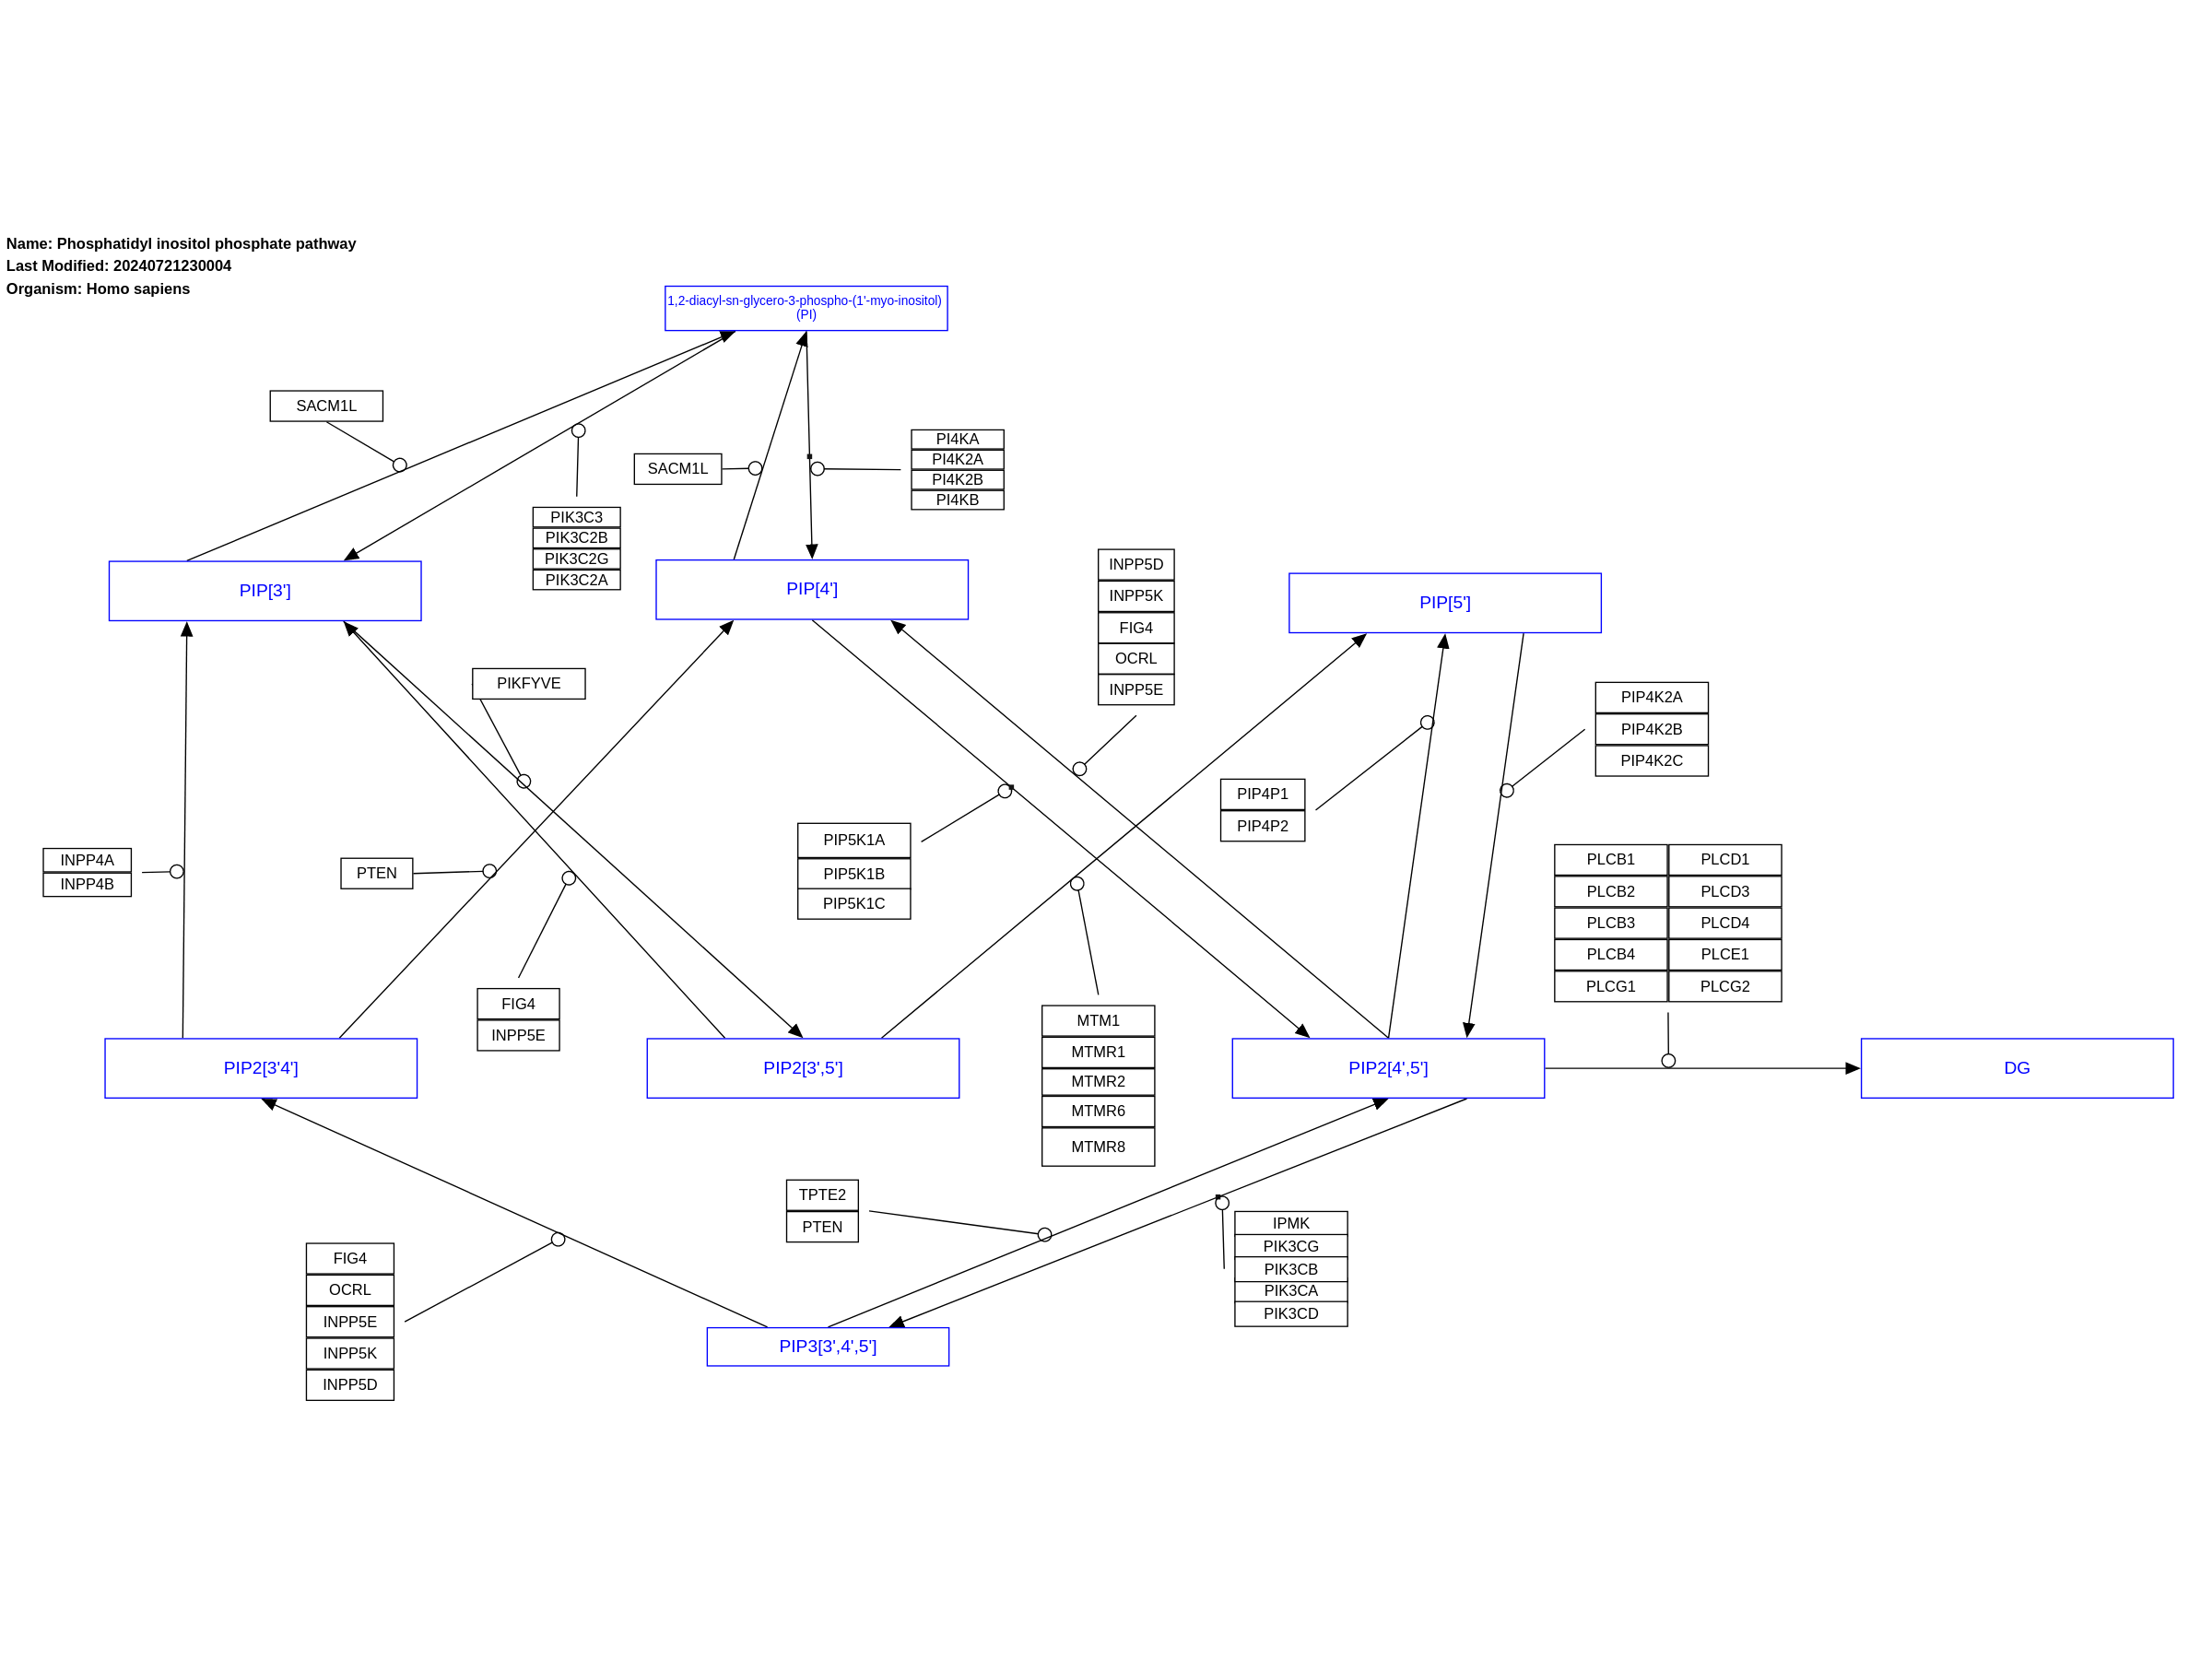 Name: Phosphatidyl inositol phosphate pathway
Last Modified: 20240721230004
Organism: Homo sapiens
1,2-diacyl-sn-glycero-3-phospho-(1'-myo-inositol)
(PI)
SACM1L
SACM1L
PI4KA
PI4K2A
PI4K2B
PI4KB
PIK3C3
PIK3C2B
PIK3C2G
PIK3C2A
PIP[3']
PIP[4']
PIP[5']
INPP5D
INPP5K
FIG4
OCRL
INPP5E
PIKFYVE
PIP4K2A
PIP4K2B
PIP4K2C
PIP4P1
PIP4P2
INPP4A
INPP4B
PTEN
PIP5K1A
PIP5K1B
PIP5K1C
PLCB1 PLCD1
PLCB2 PLCD3
PLCB3 PLCD4
PLCB4 PLCE1
PLCG1 PLCG2
FIG4
INPP5E
MTM1
MTMR1
MTMR2
MTMR6
MTMR8
PIP2[3'4']
PIP2[3',5']
PIP2[4',5']
DG
TPTE2
PTEN
IPMK
PIK3CG
PIK3CB
PIK3CA
PIK3CD
FIG4
OCRL
INPP5E
INPP5K
INPP5D
PIP3[3',4',5']